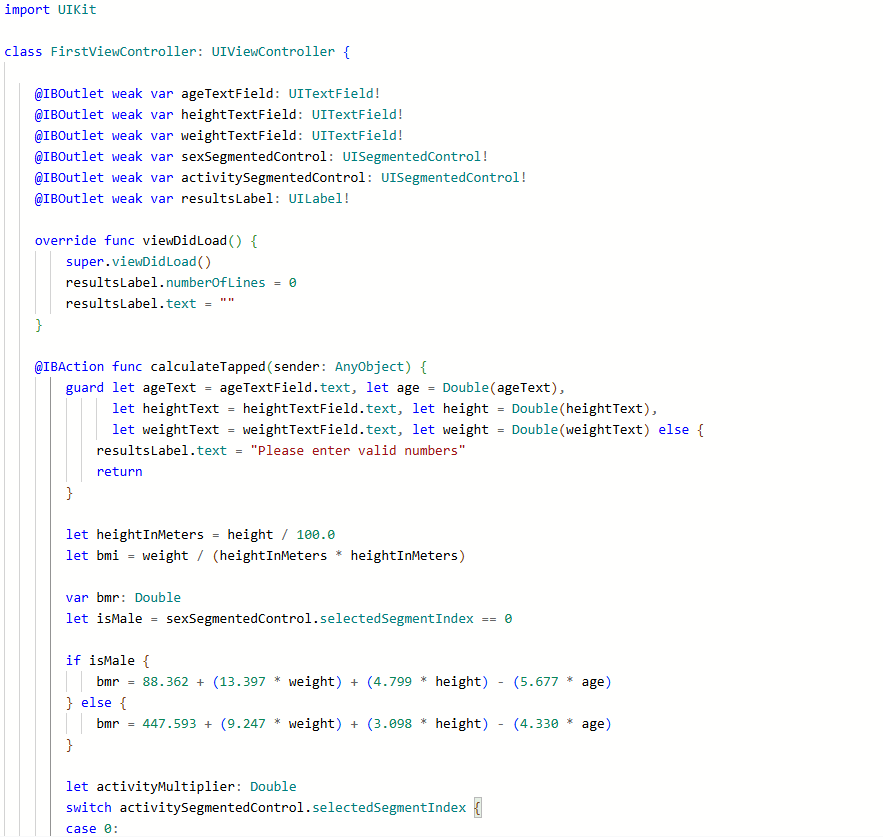 import UIKit
class FirstViewController: UIViewController {
@IBOutlet weak var ageTextField: UITextField!
@IBOutlet weak var heightTextField: UITextField!
@IBOutlet weak var weightTextField: UITextField!
@IBOutlet weak var sexSegmentedControl: UISegmentedControl!
@IBOutlet weak var activitySegmentedControl: UISegmentedControl!
@IBOutlet weak var resultsLabel: UILabel!
override func viewDidLoad() {
super.viewDidLoad()
resultsLabel.numberOfLines = 0
resultsLabel.text = ""
}
@IBAction func calculateTapped(sender: AnyObject) {
guard let ageText = ageTextField.text, let age = Double(ageText),
let heightText = heightTextField.text, let height = Double(heightText),
let weightText = weightTextField.text, let weight = Double(weightText) else {
resultsLabel.text = "Please enter valid numbers"
return
}
let heightInMeters = height / 100.0
let bmi = weight / (heightInMeters * heightInMeters)
var bmr: Double
let isMale = sexSegmentedControl.selectedSegmentIndex == 0
if isMale {
bmr = 88.362 + (13.397 * weight) + (4.799 * height) - (5.677 * age)
} else {
bmr = 447.593 + (9.247 * weight) + (3.098 * height) - (4.330 * age)
}
let activityMultiplier: Double
switch activitySegmentedControl.selectedSegmentIndex {
case 0: